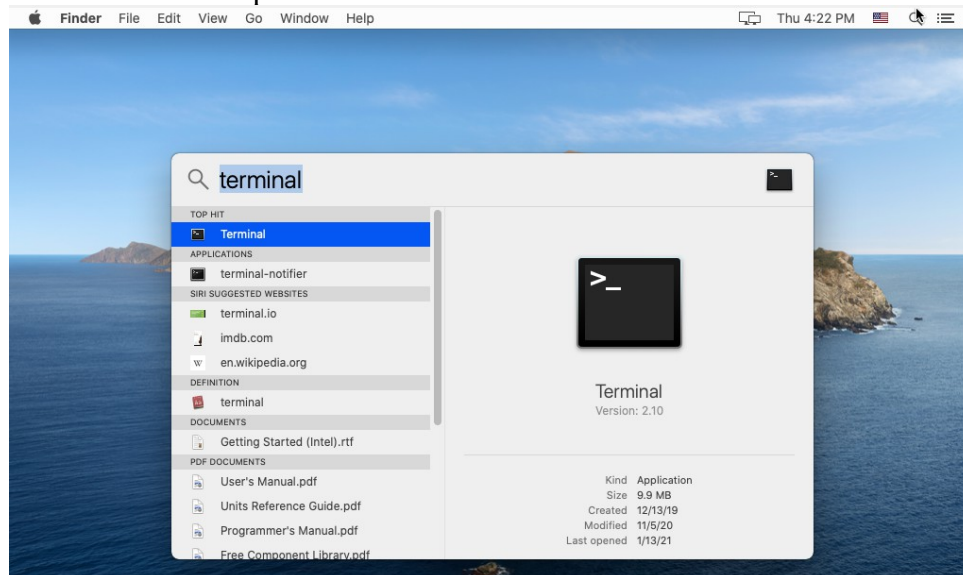 Finder File Edit View Go Window Help Thu 4:22 PM
terminal
TOP HIT
Terminal
APPLICATIONS
terminal-notifier
SIRI SUGGESTED WEBSITES
terminal.io
imdb.com
W en.wikipedia.org
DEFINITION
terminal
DOCUMENTS
Getting Started (Intel).rtf
PDF DOCUMENTS
User's Manual.pdf
Units Reference Guide.pdf
Programmer's Manual.pdf
Free Component Library.pdf
>_
Terminal
Version: 2.10
Kind Application
Size 9.9 MB
Created 12/13/19
Modified 11/5/20
Last opened 1/13/21